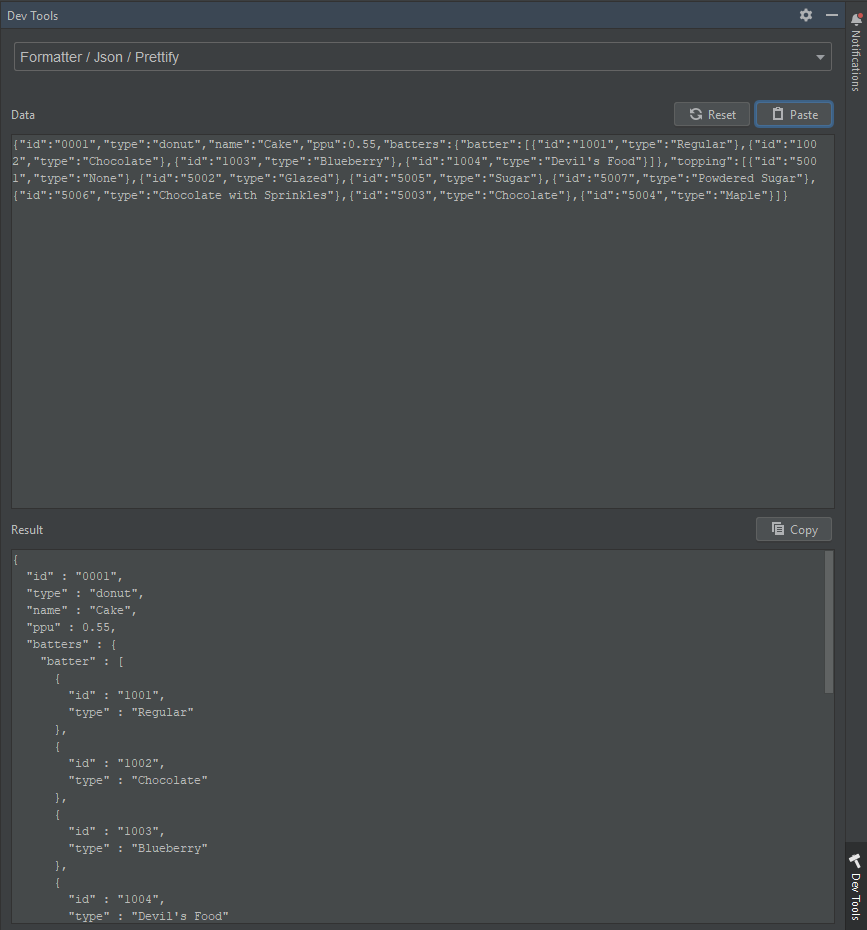 Dev Tools
Formatter / Json / Prettify
Data
Reset
Paste
{"id":"0001","type":"donut","name":"Cake","ppu":0.55,"batters":{"batter":[{"id":"1001","type":"Regular"},{"id":"100
2","type":"Chocolate"},{"id":"1003","type":"Blueberry"},{"id":"1004","type":"Devil's Food"}]},"topping":[{"id":"500
1","type":"None"},{"id":"5002","type":"Glazed"},{"id":"5005","type":"Sugar"},{"id":"5007","type":"Powdered Sugar"},
{"id":"5006","type":"Chocolate with Sprinkles"},{"id":"5003","type":"Chocolate"},{"id":"5004","type":"Maple"}]}
Result
Copy
{
  "id" : "0001",
  "type" : "donut",
  "name" : "Cake",
  "ppu" : 0.55,
  "batters" : {
    "batter" : [
      {
        "id" : "1001",
        "type" : "Regular"
      },
      {
        "id" : "1002",
        "type" : "Chocolate"
      },
      {
        "id" : "1003",
        "type" : "Blueberry"
      },
      {
        "id" : "1004",
        "type" : "Devil's Food"
Notifications
Dev Tools